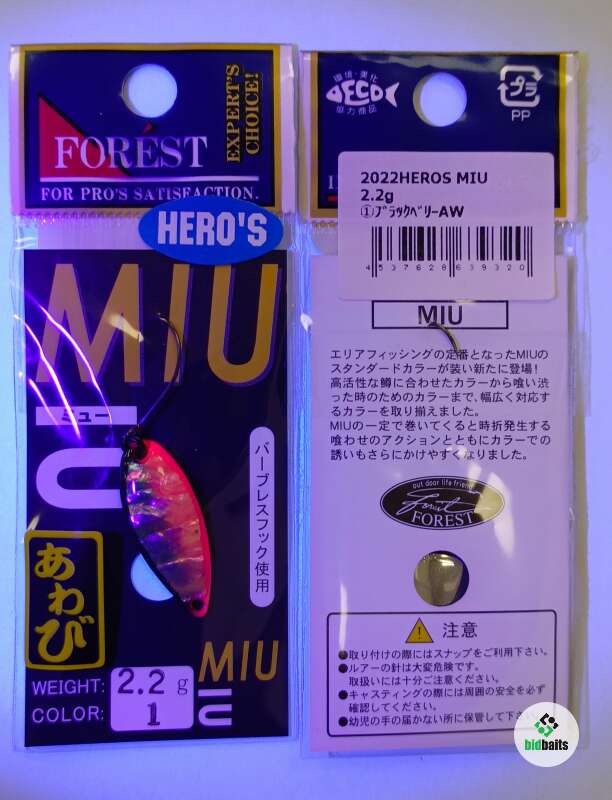 FORÉST
EXPERT'S
CHOICE!
FOR PRO'S SATISFACTION.
HERO'S
MIU
ミュー
バーブレスフック使用
あわび
MIU
WEIGHT: 2.2 g
COLOR: 1
環境・美化
ECO
協力商品
プラ
PP
2022HEROS MIU
2.2g
①ﾌﾞﾗｯｸﾍﾞﾘｰAW
4537628639320
MIU
エリアフィッシングの定番となったMIUの
スタンダードカラーが装い新たに登場!
高活性な鱒に合わせたカラーから喰い渋
った時のためのカラーまで、幅広く対応す
るカラーを取り揃えました。
MIUの一定で巻いてくると時折発生する
喰わせのアクションとともにカラーでの
誘いもさらにかけやすくなりました。
out door life friend
Forest
FOREST
注意
●取り付けの際にはスナップをご利用下さい。
●ルアーの針は大変危険です。
取扱いには十分ご注意ください。
●キャスティングの際には周囲の安全を必ず
確認してください。
●幼児の手の届かない所に保管して下さ
bidbaits